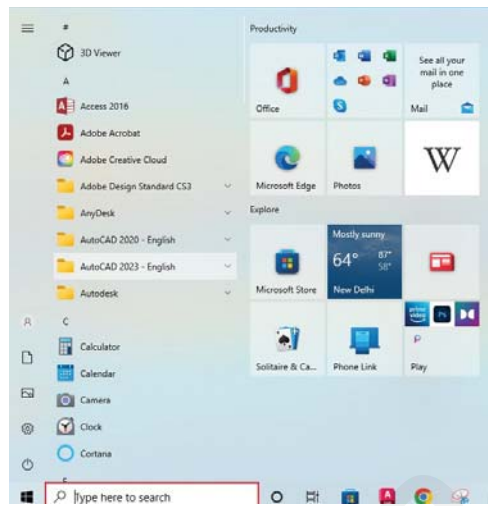 #
3D Viewer
A
Access 2016
Adobe Acrobat
Adobe Creative Cloud
Adobe Design Standard CS3
AnyDesk
AutoCAD 2020 - English
AutoCAD 2023 - English
Autodesk
C
Calculator
Calendar
Camera
Clock
Cortana
Type here to search
Productivity
Office
See all your
mail in one
place
Mail
Microsoft Edge
Photos
W
Explore
Microsoft Store
Mostly sunny
64°
87°
58°
New Delhi
Solitaire & Ca...
Phone Link
prime
video
Ps
Play